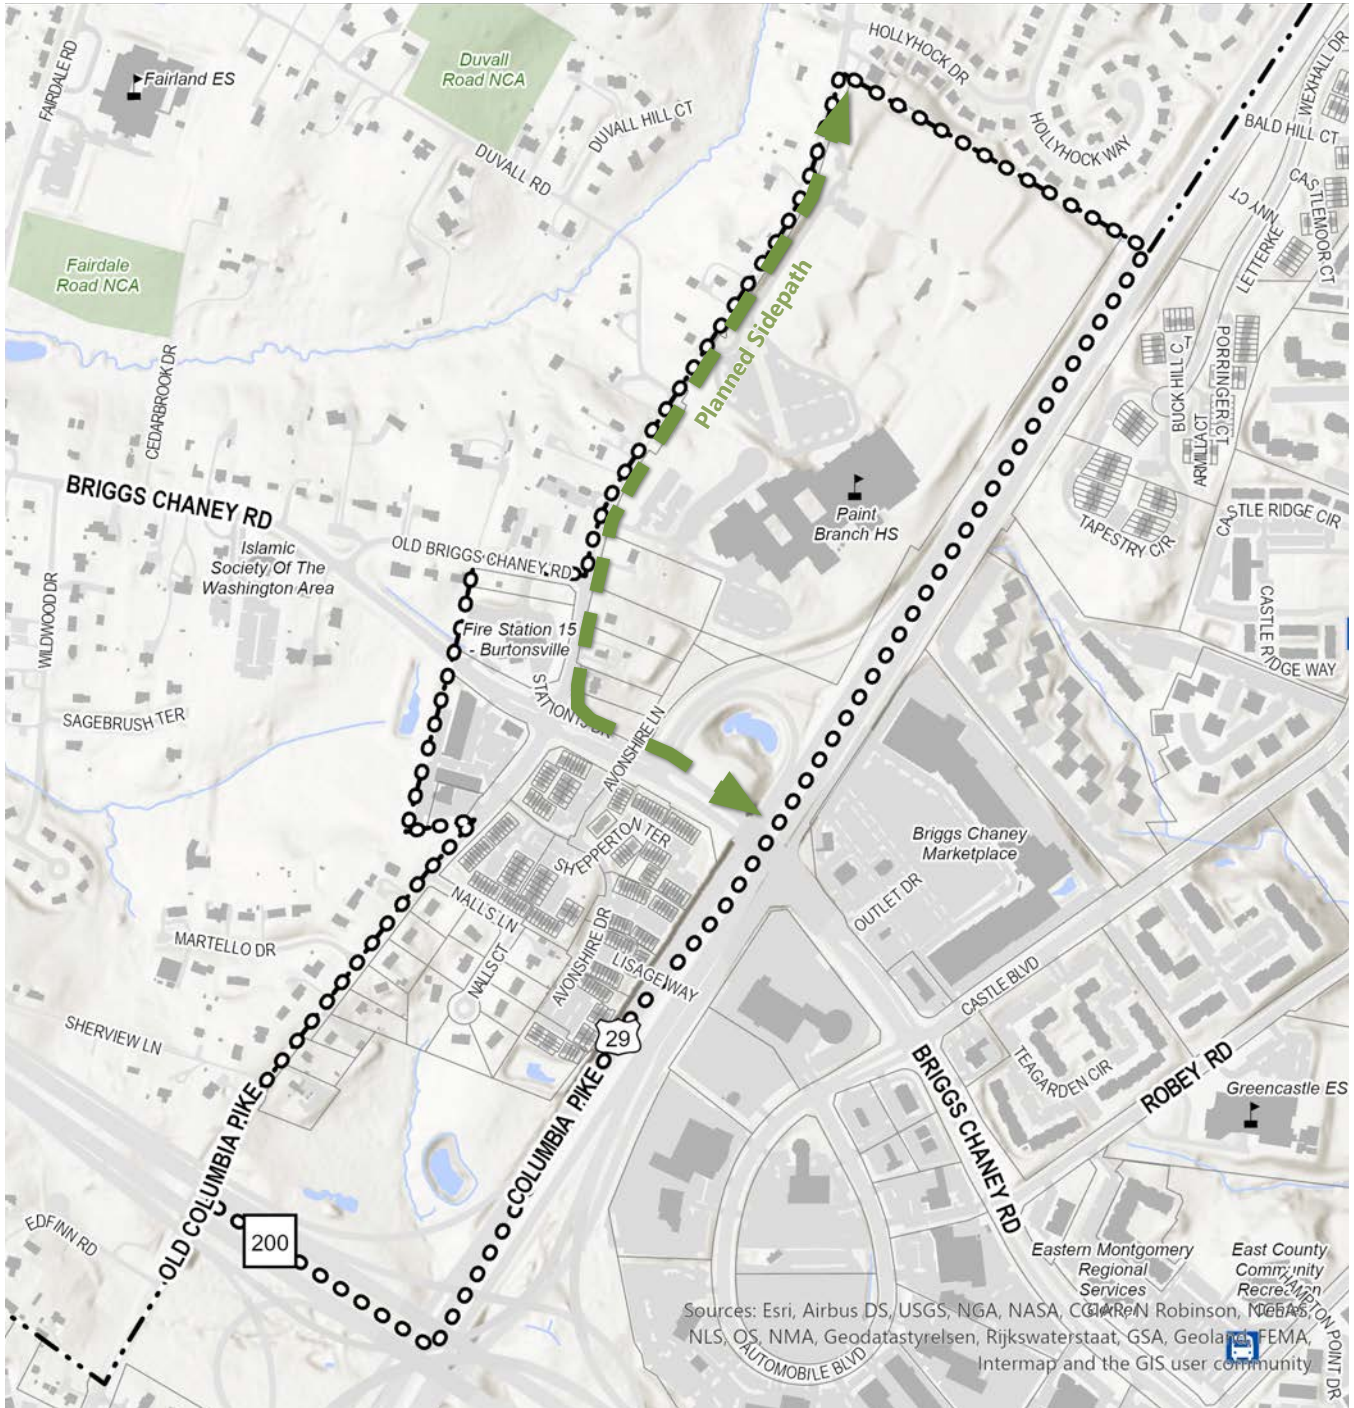 HOLLYHOCK DR
WEXHALL DR
FAIRDALE RD
Fairland ES
Duvall
Road NCA
DUVALL HILL CT
BALD HILL CT
HOLLYHOCK WAY
DUVALL RD
CASTLEMOOR CT
NNY CT
LETTERKE
Fairdale
Road NCA
Planned Sidepath
PORRINGER CT
BUCK HILL CT
ARMILLA CT
CEDARBROOK DR
BRIGGS CHANEY RD
Paint
Branch HS
TAPESTRY CIR
CA
STLE RIDGE CIR
Islamic
Society Of The
Washington Area
OLD BRIGGS CHANEY RD
WILDWOOD DR
Fire Station 15
- Burtonsville
CASTLE RIDGE WAY
SAGEBRUSH TER
AVONSHIRE LN
SHEPPERTON TER
Briggs Chaney
Marketplace
OUTLET DR
NALLS LN
MARTELLO DR
NALLS CT
AVONSHIRE DR
LISAGE WAY
CASTLE BLVD
SHERVIEW LN
29
TEAGARDEN CIR
ROBEY RD
Greencastle ES
OLD COLUMBIA PIKE
COLUMBIA PIKE
BRIGGS CHANEY RD
EDFINN RD
200
Eastern Montgomery
Regional
Services
East County
Community
Recreation
HAMPTON POINT DR
Sources: Esri, Airbus DS, USGS, NGA, NASA, CGIAR, N Robinson, NCEAS,
NLS, OS, NMA, Geodatastyrelsen, Rijkswaterstaat, GSA, Geoland, FEMA,
Intermap and the GIS user community
AUTOMOBILE BLVD